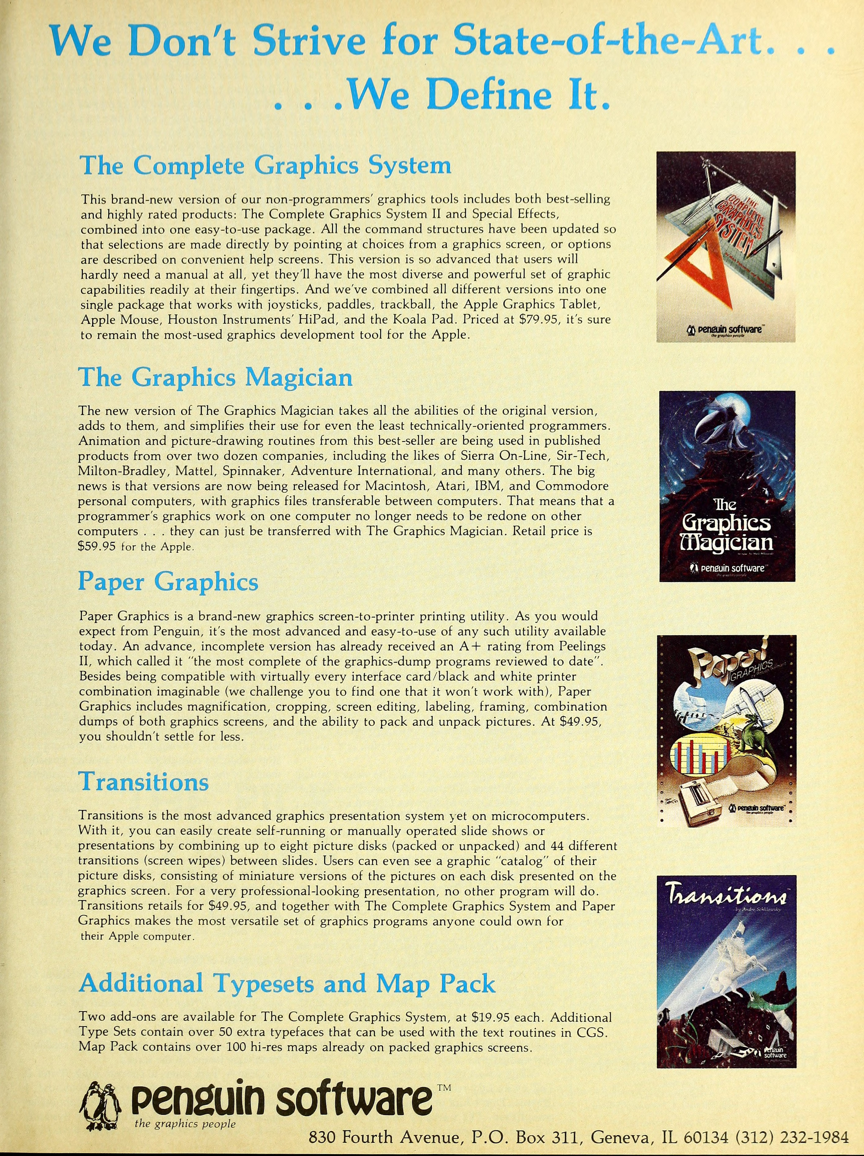 We Don't Strive for State-of-the-Art. . .
. . .We Define It.
The Complete Graphics System
This brand-new version of our non-programmers' graphics tools includes both best-selling
and highly rated products: The Complete Graphics System II and Special Effects,
combined into one easy-to-use package. All the command structures have been updated so
that selections are made directly by pointing at choices from a graphics screen, or options
are described on convenient help screens. This version is so advanced that users will
hardly need a manual at all, yet they'll have the most diverse and powerful set of graphic
capabilities readily at their fingertips. And we've combined all different versions into one
single package that works with joysticks, paddles, trackball, the Apple Graphics Tablet,
Apple Mouse, Houston Instruments' HiPad, and the Koala Pad. Priced at $79.95, it's sure
to remain the most-used graphics development tool for the Apple.
THE
COMPLETE
GRAPHICS
SYSTEM
penguin software™
the graphics people
The Graphics Magician
The new version of The Graphics Magician takes all the abilities of the original version,
adds to them, and simplifies their use for even the least technically-oriented programmers.
Animation and picture-drawing routines from this best-seller are being used in published
products from over two dozen companies, including the likes of Sierra On-Line, Sir-Tech,
Milton-Bradley, Mattel, Spinnaker, Adventure International, and many others. The big
news is that versions are now being released for Macintosh, Atari, IBM, and Commodore
personal computers, with graphics files transferable between computers. That means that a
programmer's graphics work on one computer no longer needs to be redone on other
computers . . . they can just be transferred with The Graphics Magician. Retail price is
$59.95 for the Apple.
The
Graphics
Magician
penguin software™
Paper Graphics
Paper Graphics is a brand-new graphics screen-to-printer printing utility. As you would
expect from Penguin, it's the most advanced and easy-to-use of any such utility available
today. An advance, incomplete version has already received an A+ rating from Peelings
II, which called it "the most complete of the graphics-dump programs reviewed to date".
Besides being compatible with virtually every interface card/black and white printer
combination imaginable (we challenge you to find one that it won't work with), Paper
Graphics includes magnification, cropping, screen editing, labeling, framing, combination
dumps of both graphics screens, and the ability to pack and unpack pictures. At $49.95,
you shouldn't settle for less.
Paper
GRAPHICS
penguin software™
the graphics people
Transitions
Transitions is the most advanced graphics presentation system yet on microcomputers.
With it, you can easily create self-running or manually operated slide shows or
presentations by combining up to eight picture disks (packed or unpacked) and 44 different
transitions (screen wipes) between slides. Users can even see a graphic "catalog" of their
picture disks, consisting of miniature versions of the pictures on each disk presented on the
graphics screen. For a very professional-looking presentation, no other program will do.
Transitions retails for $49.95, and together with The Complete Graphics System and Paper
Graphics makes the most versatile set of graphics programs anyone could own for
their Apple computer.
Transitions
penguin
software
Additional Typesets and Map Pack
Two add-ons are available for The Complete Graphics System, at $19.95 each. Additional
Type Sets contain over 50 extra typefaces that can be used with the text routines in CGS.
Map Pack contains over 100 hi-res maps already on packed graphics screens.
penguin software™
the graphics people
830 Fourth Avenue, P.O. Box 311, Geneva, IL 60134 (312) 232-1984